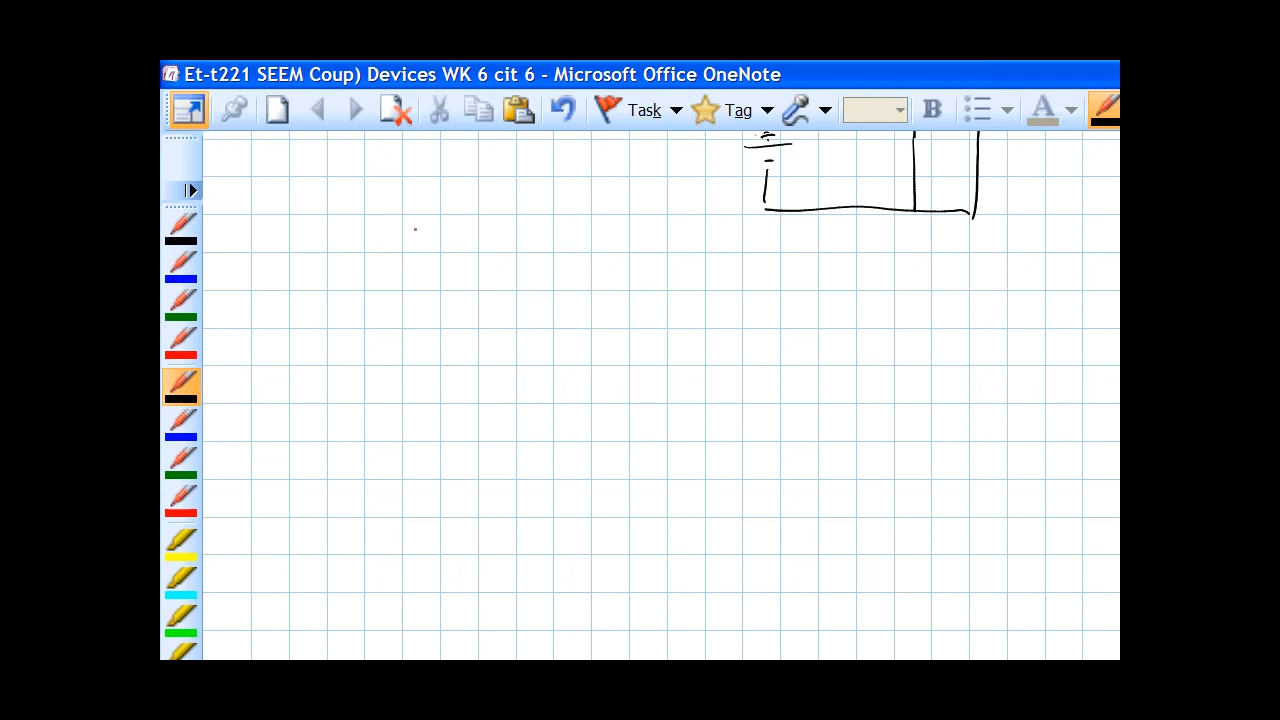 Et-t221 SEEM Coup) Devices WK 6 cit 6 - Microsoft Office OneNote
Task Tag B A